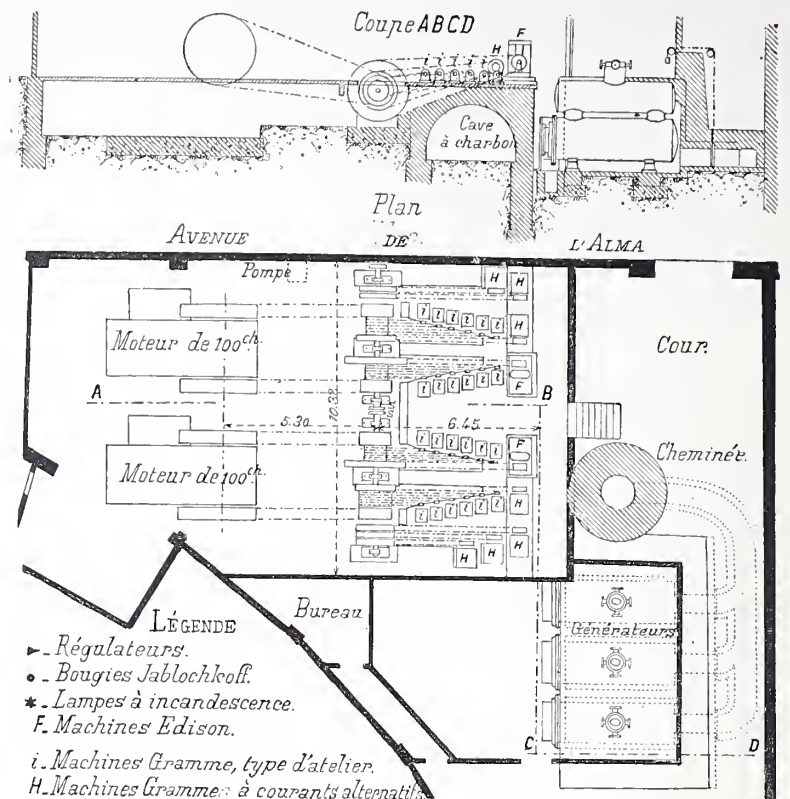 Coupe ABCD
H F
i i i i i
Cave
à charbon
Plan
AVENUE DE L'ALMA
Pompe
H H
Moteur de 100ch.
i i i i i i H
Cour.
10.38
i i i i i i F
A B
5.30 6.45
Cheminée.
i i i i i i F
Moteur de 100ch.
H
i i i i i i
H H H
Bureau
Générateurs
LÉGENDE
Régulateurs.
Bougies Jablochkoff.
Lampes à incandescence.
F. Machines Edison.
C D
i. Machines Gramme, type d'atelier.
H. Machines Gramme à courants alternatifs.